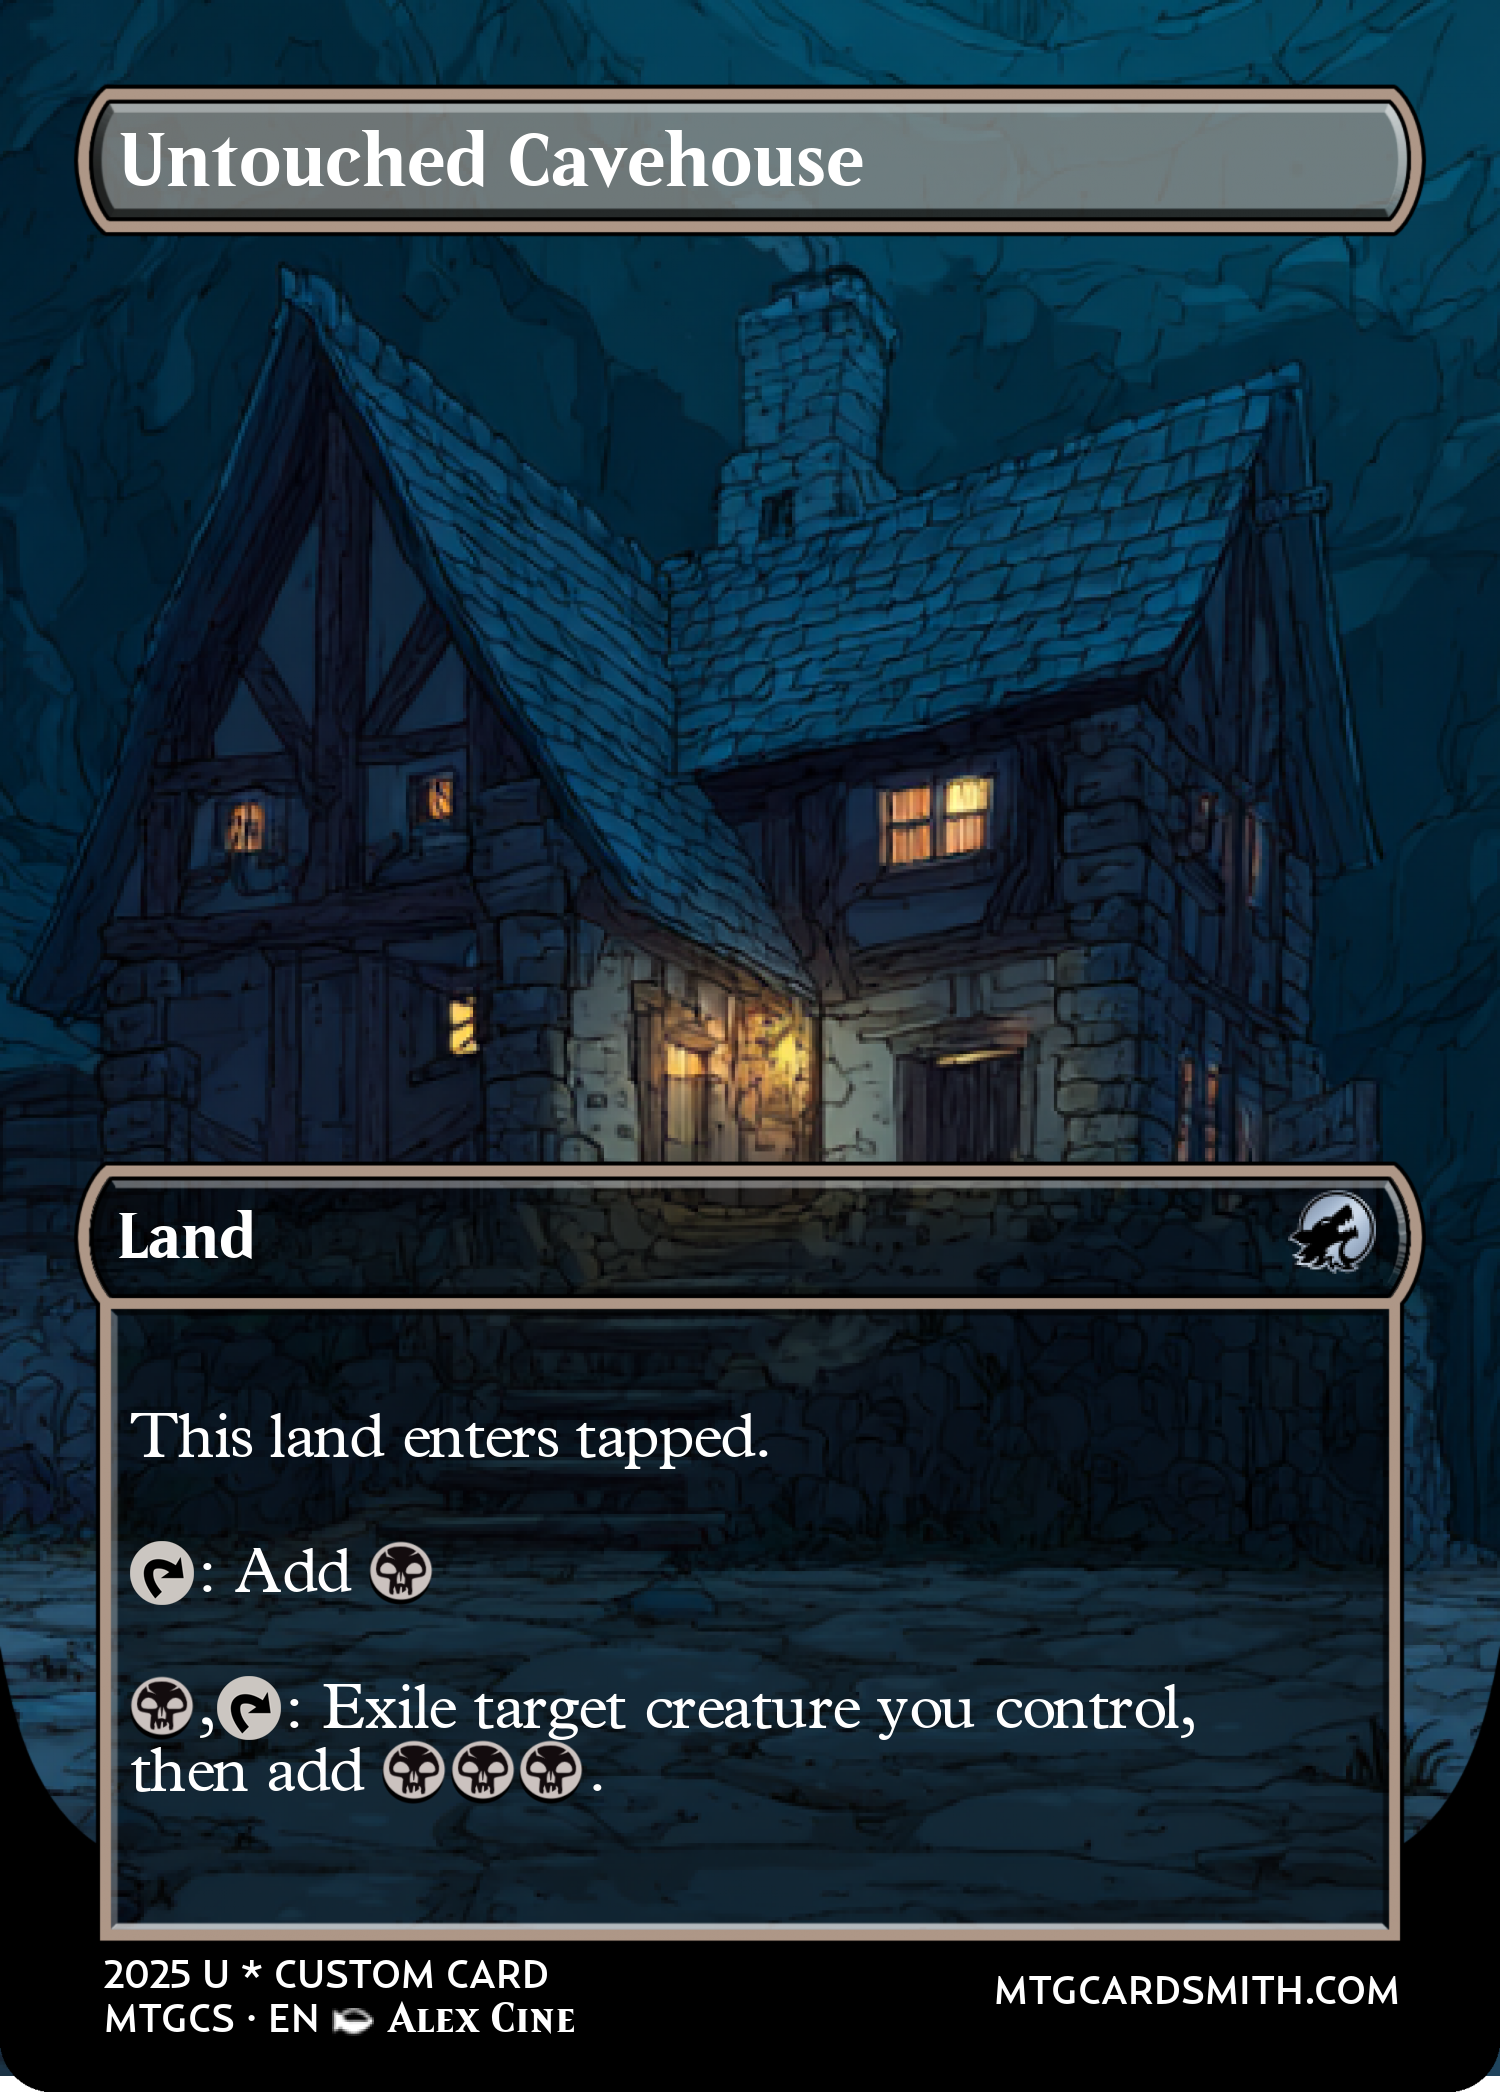 Untouched Cavehouse
Land
This land enters tapped.
: Add
,: Exile target creature you control,
then add .
2025 U * CUSTOM CARD
MTGCS · EN ALEX CINE
MTGCARDSMITH.COM